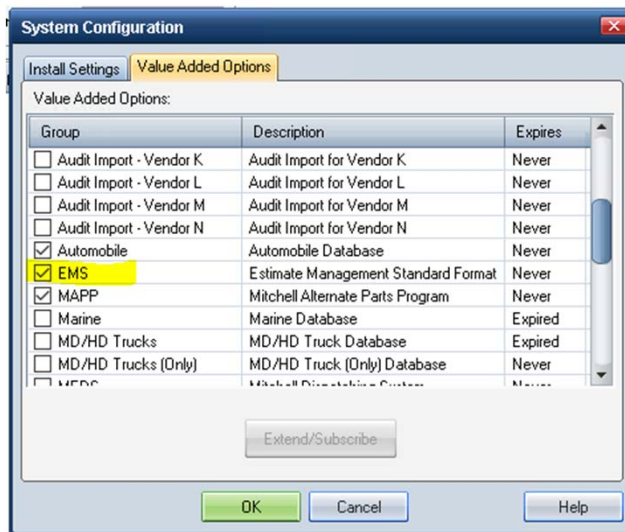 System Configuration
Install Settings Value Added Options
Value Added Options:
Group Description Expires
Audit Import - Vendor K Audit Import for Vendor K Never
Audit Import - Vendor L Audit Import for Vendor L Never
Audit Import - Vendor M Audit Import for Vendor M Never
Audit Import - Vendor N Audit Import for Vendor N Never
Automobile Automobile Database Never
EMS Estimate Management Standard Format Never
MAPP Mitchell Alternate Parts Program Never
Marine Marine Database Expired
MD/HD Trucks MD/HD Truck Database Expired
MD/HD Trucks (Only) MD/HD Truck (Only) Database Never
Extend/Subscribe
OK Cancel Help